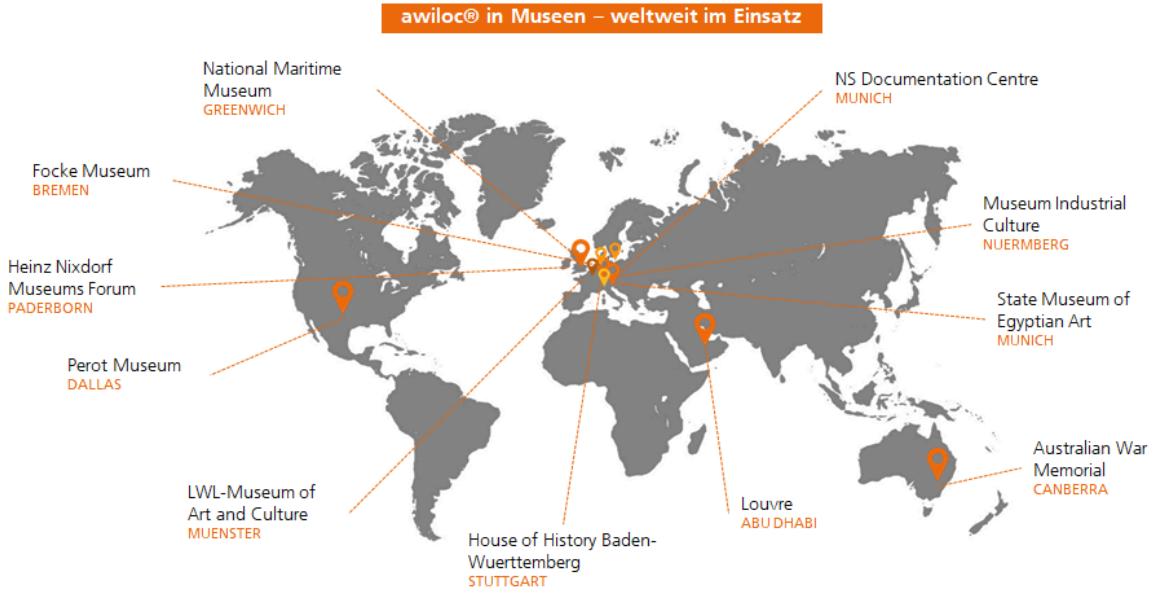 awiloc® in Museen – weltweit im Einsatz
National Maritime
Museum
GREENWICH
NS Documentation Centre
MUNICH
Focke Museum
BREMEN
Museum Industrial
Culture
NUERMBERG
Heinz Nixdorf
Museums Forum
PADERBORN
State Museum of
Egyptian Art
MUNICH
Perot Museum
DALLAS
Australian War
Memorial
CANBERRA
LWL-Museum of
Art and Culture
MUENSTER
Louvre
ABU DHABI
House of History Baden-
Wuerttemberg
STUTTGART